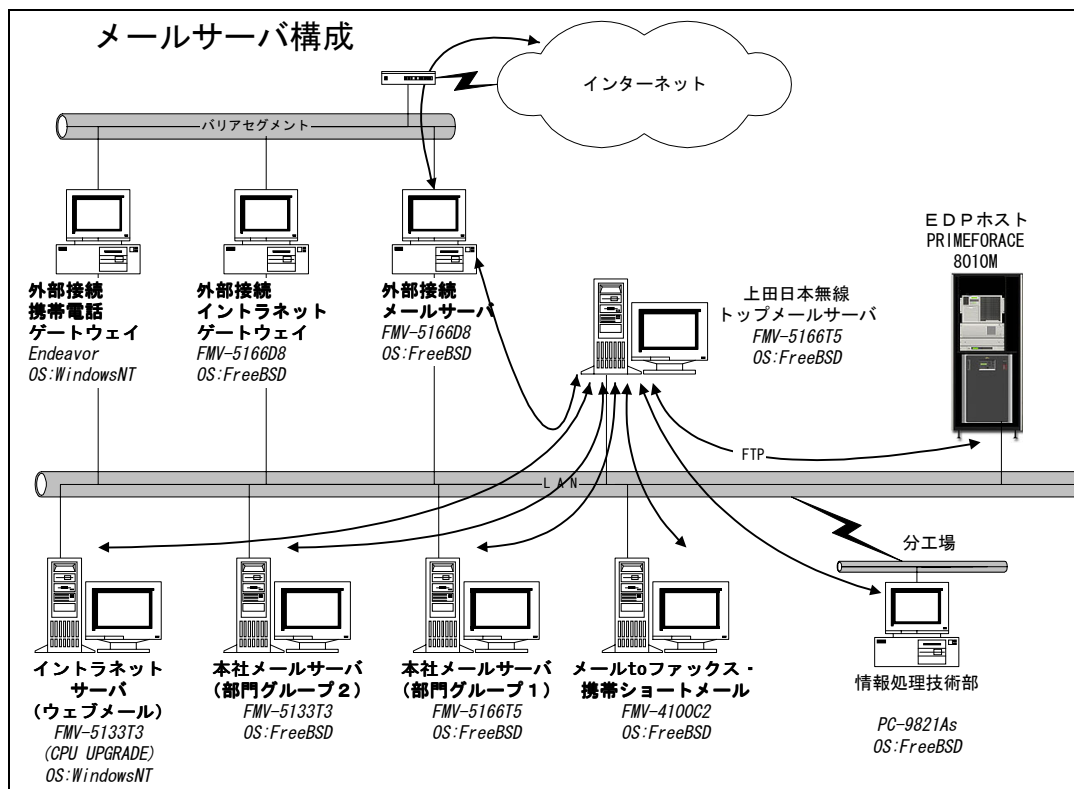 メールサーバ構成
インターネット
バリアセグメント
外部接続
携帯電話
ゲートウェイ
Endeavor
OS:WindowsNT
外部接続
イントラネット
ゲートウェイ
FMV-5166D8
OS:FreeBSD
外部接続
メールサーバ
FMV-5166D8
OS:FreeBSD
上田日本無線
トップメールサーバ
FMV-5166T5
OS:FreeBSD
ＥＤＰホスト
PRIMEFORACE
8010M
FTP
ＬＡＮ
分工場
イントラネット
サーバ
（ウェブメール）
FMV-5133T3
(CPU UPGRADE)
OS:WindowsNT
本社メールサーバ
（部門グループ２）
FMV-5133T3
OS:FreeBSD
本社メールサーバ
（部門グループ１）
FMV-5166T5
OS:FreeBSD
メールtoファックス・
携帯ショートメール
FMV-4100C2
OS:FreeBSD
情報処理技術部
PC-9821As
OS:FreeBSD